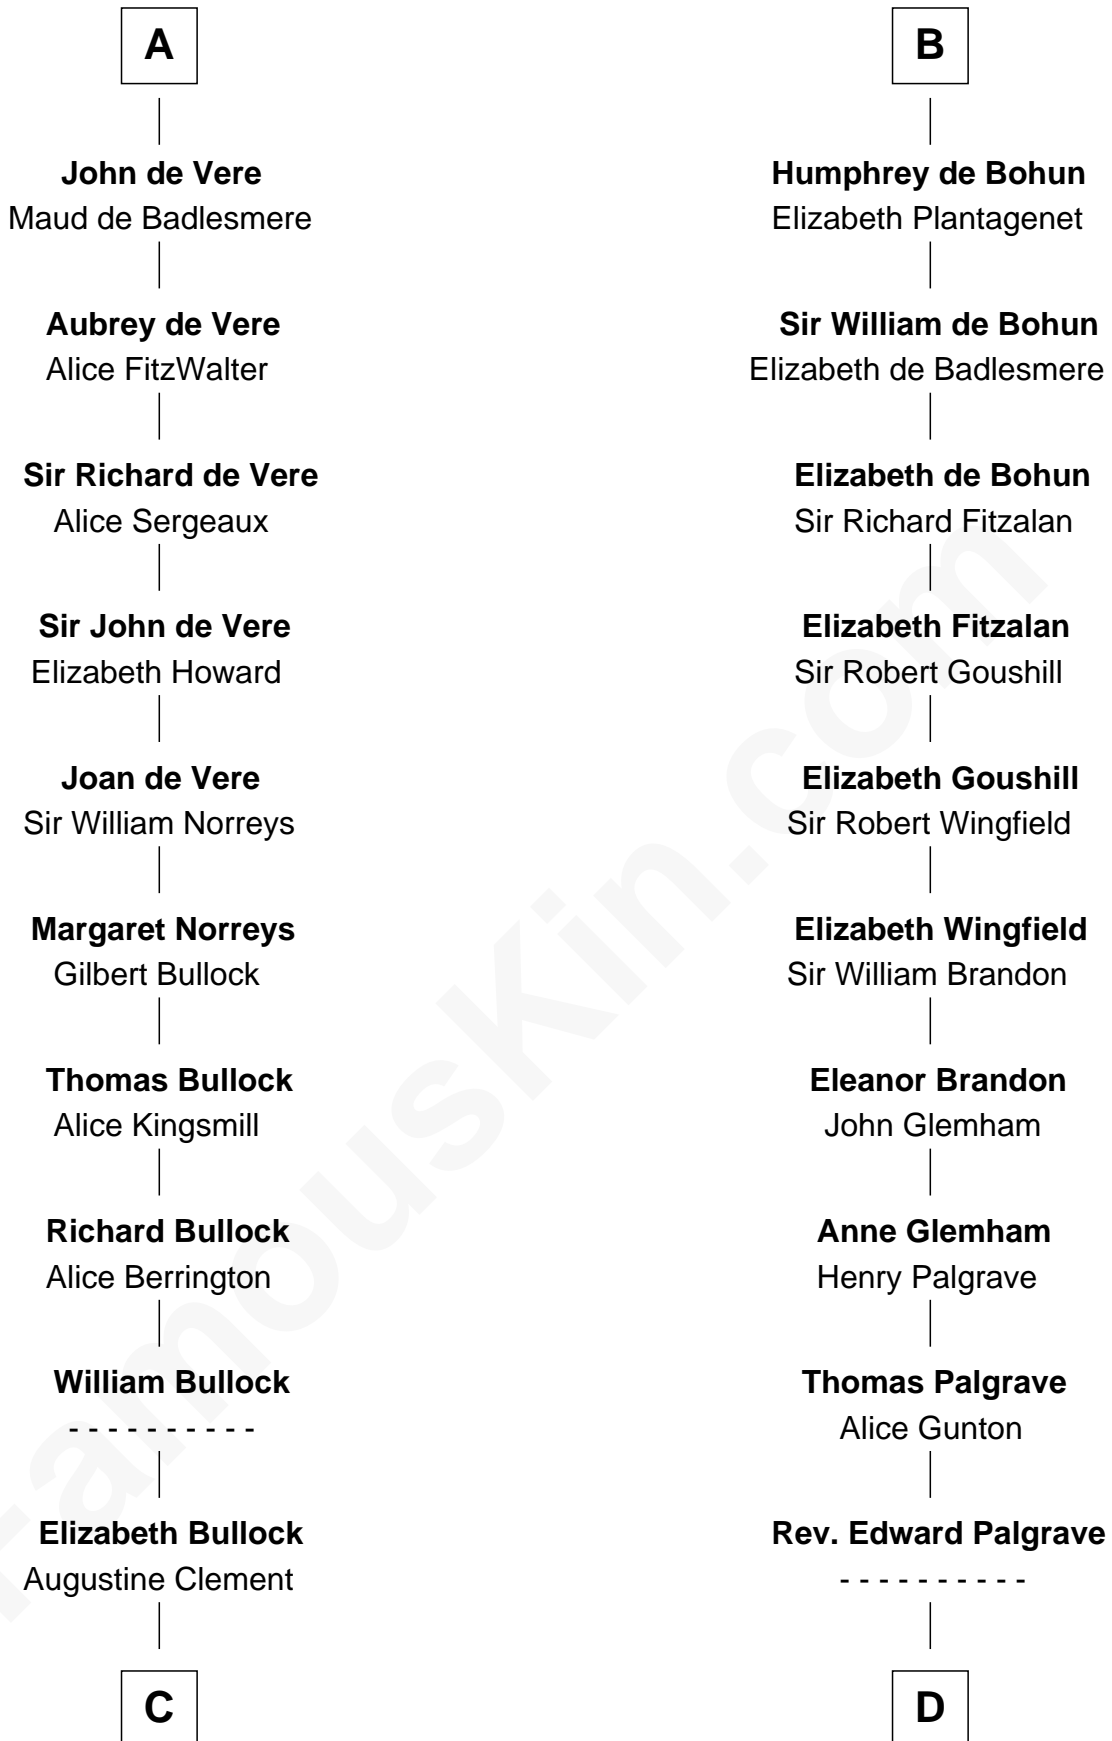 A
John de Vere
Maud de Badlesmere
Aubrey de Vere
Alice FitzWalter
Sir Richard de Vere
Alice Sergeaux
Sir John de Vere
Elizabeth Howard
Joan de Vere
Sir William Norreys
Margaret Norreys
Gilbert Bullock
Thomas Bullock
Alice Kingsmill
Richard Bullock
Alice Berrington
William Bullock
- - - - - - - - - -
Elizabeth Bullock
Augustine Clement
C
B
Humphrey de Bohun
Elizabeth Plantagenet
Sir William de Bohun
Elizabeth de Badlesmere
Elizabeth de Bohun
Sir Richard Fitzalan
Elizabeth Fitzalan
Sir Robert Goushill
Elizabeth Goushill
Sir Robert Wingfield
Elizabeth Wingfield
Sir William Brandon
Eleanor Brandon
John Glemham
Anne Glemham
Henry Palgrave
Thomas Palgrave
Alice Gunton
Rev. Edward Palgrave
- - - - - - - - - -
D
FamousKin.com